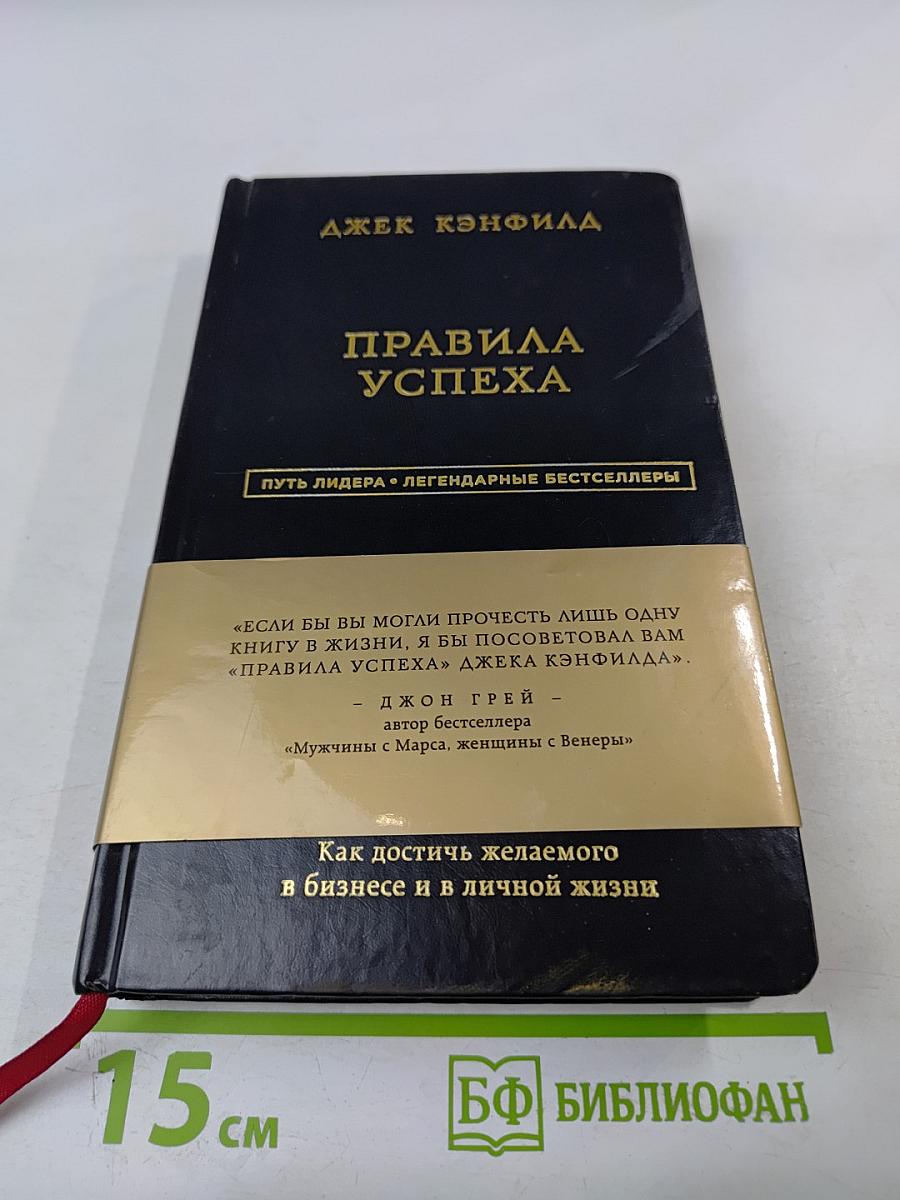 ДЖЕК КЭНФИЛД
ПРАВИЛА
УСПЕХА
ПУТЬ ЛИДЕРА • ЛЕГЕНДАРНЫЕ БЕСТСЕЛЛЕРЫ
«ЕСЛИ БЫ ВЫ МОГЛИ ПРОЧЕСТЬ ЛИШЬ ОДНУ
КНИГУ В ЖИЗНИ, Я БЫ ПОСОВЕТОВАЛ ВАМ
«ПРАВИЛА УСПЕХА» ДЖЕКА КЭНФИЛДА».
– ДЖОН ГРЕЙ –
автор бестселлера
«Мужчины с Марса, женщины с Венеры»
Как достичь желаемого
в бизнесе и в личной жизни
15 см
БФ БИБЛИОФАН